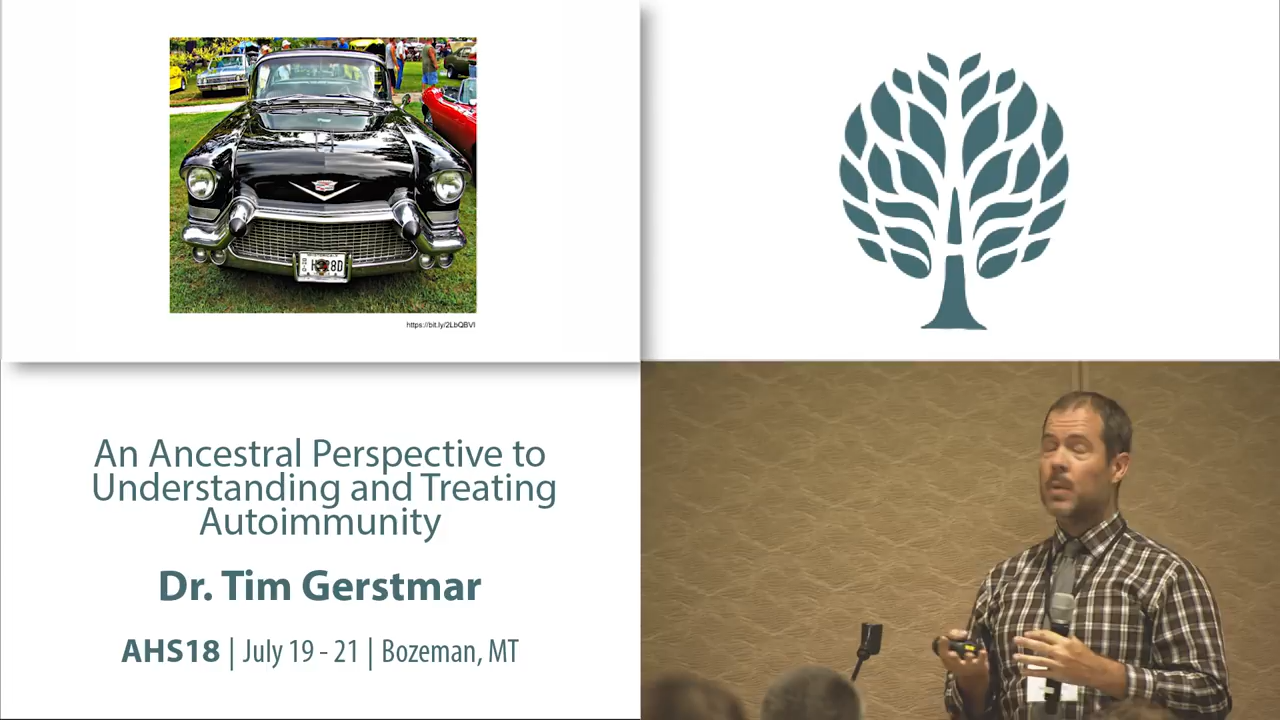 https://bit.ly/2LbQBVl
An Ancestral Perspective to
Understanding and Treating
Autoimmunity
Dr. Tim Gerstmar
AHS18 | July 19 - 21 | Bozeman, MT